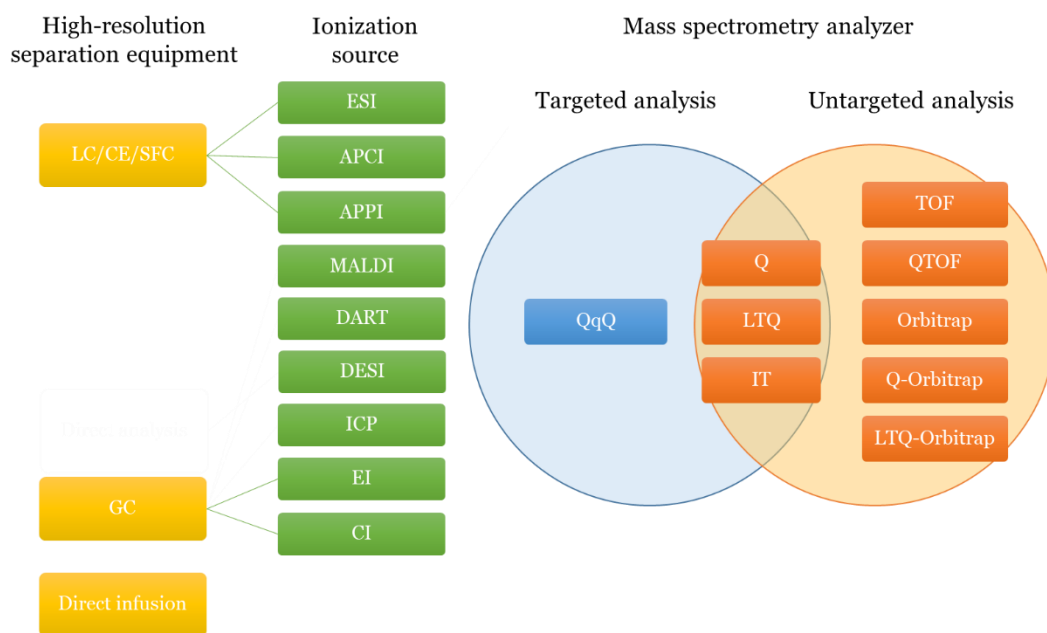 High-resolution
separation equipment
Ionization
source
Mass spectrometry analyzer
Targeted analysis
Untargeted analysis
LC/CE/SFC
GC
Direct infusion
ESI
APCI
APPI
MALDI
DART
DESI
ICP
EI
CI
QqQ
Q
LTQ
IT
TOF
QTOF
Orbitrap
Q-Orbitrap
LTQ-Orbitrap